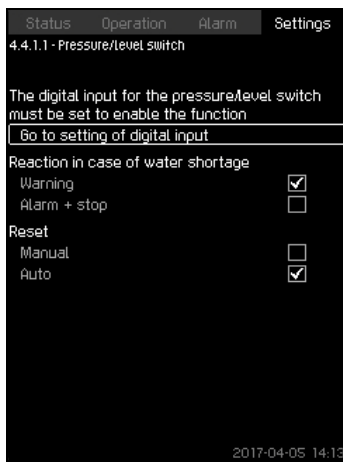 Status Operation Alarm Settings
4.4.1.1 - Pressure/level switch
The digital input for the pressure/level switch
must be set to enable the function
Go to setting of digital input
Reaction in case of water shortage
Warning
Alarm + stop
Reset
Manual
Auto
2017-04-05 14:13